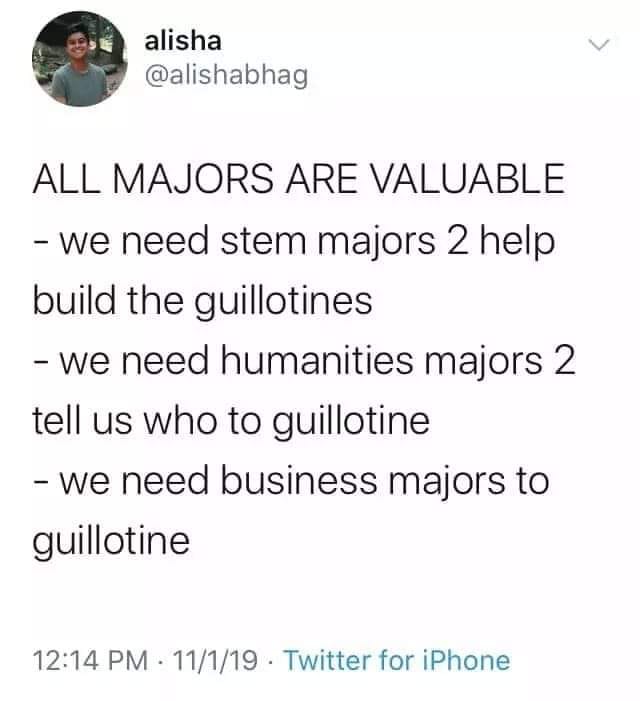 alisha
@alishabhag
ALL MAJORS ARE VALUABLE
- we need stem majors 2 help
build the guillotines
- we need humanities majors 2
tell us who to guillotine
- we need business majors to
guillotine
12:14 PM · 11/1/19 · Twitter for iPhone